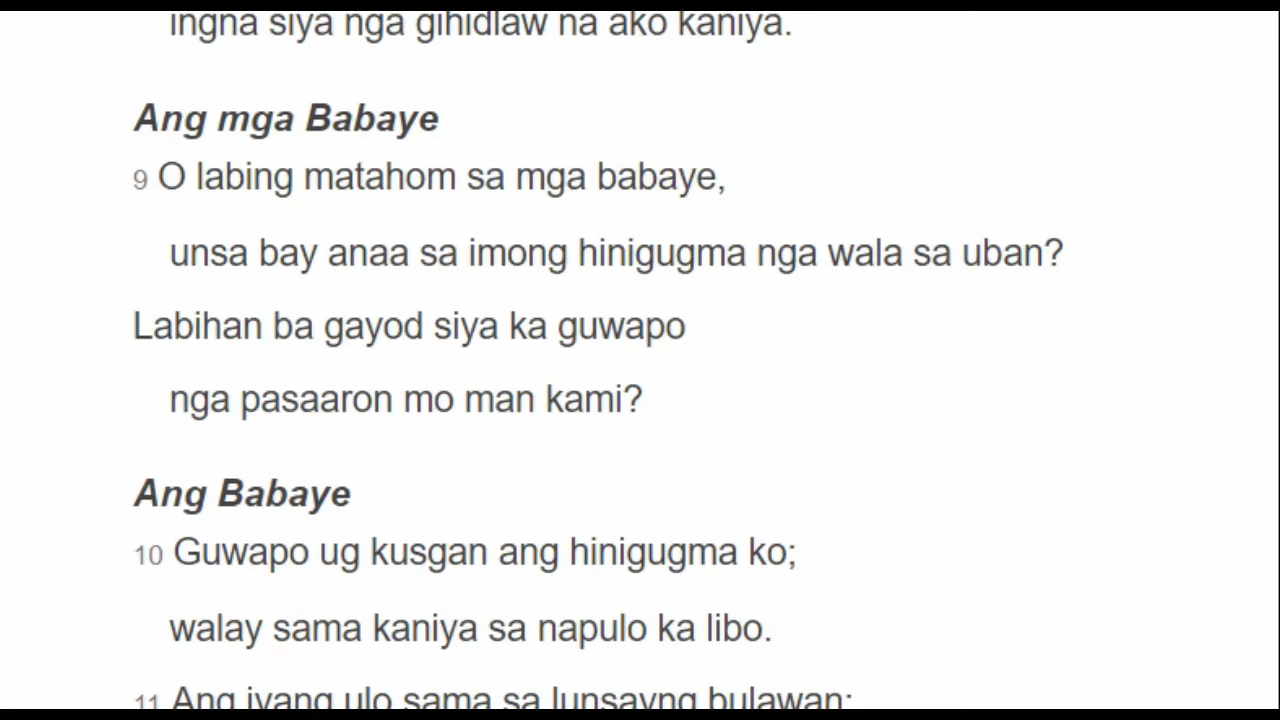 ingna siya nga gihidlaw na ako kaniya.
Ang mga Babaye
9 O labing matahom sa mga babaye,
unsa bay anaa sa imong hinigugma nga wala sa uban?
Labihan ba gayod siya ka guwapo
nga pasaaron mo man kami?
Ang Babaye
10 Guwapo ug kusgan ang hinigugma ko;
walay sama kaniya sa napulo ka libo.
11 Ang iyang ulo sama sa lunsayng bulawan;